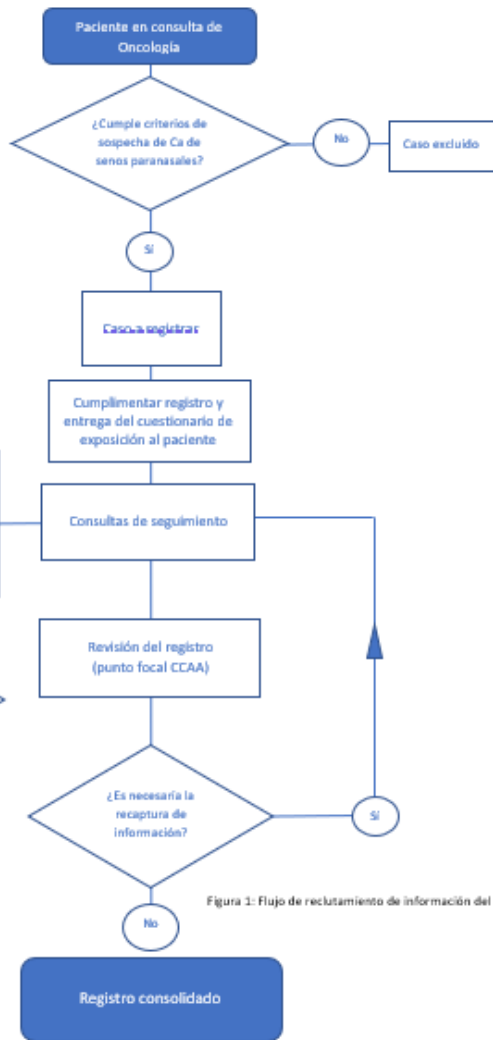 Paciente en consulta de
Oncología
¿Cumple criterios de
sospecha de Ca de
senos paranasales?
No
Caso excluido
Sí
Caso a registrar
Cumplimentar registro y
entrega del cuestionario de
exposición al paciente
Consultas de seguimiento
Revisión del registro
(punto focal CCAA)
¿Es necesaria la
recaptura de
información?
Sí
Figura 1: Flujo de reclutamiento de información del
No
Registro consolidado